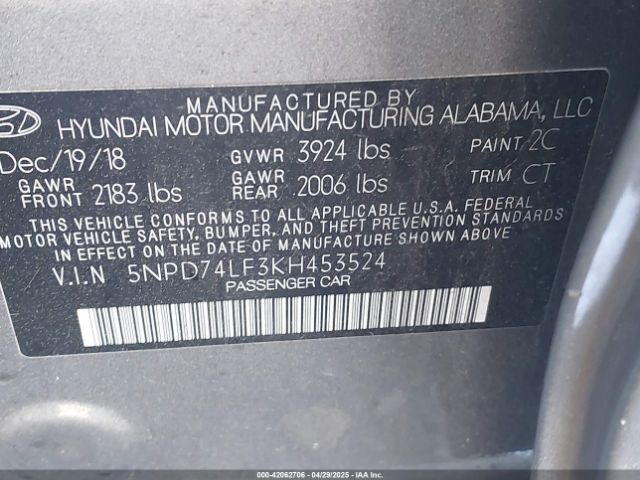 MANUFACTURED BY
HYUNDAI MOTOR MANUFACTURING ALABAMA, LLC
Dec/19/18 GVWR 3924 lbs PAINT 2C
GAWR FRONT 2183 lbs GAWR REAR 2006 lbs TRIM CT
THIS VEHICLE CONFORMS TO ALL APPLICABLE U.S.A. FEDERAL
MOTOR VEHICLE SAFETY, BUMPER, AND THEFT PREVENTION STANDARDS
IN EFFECT ON THE DATE OF MANUFACTURE SHOWN ABOVE.
V.I.N 5NPD74LF3KH453524
PASSENGER CAR
000-42062706 - 04/29/2025 - IAAI.com